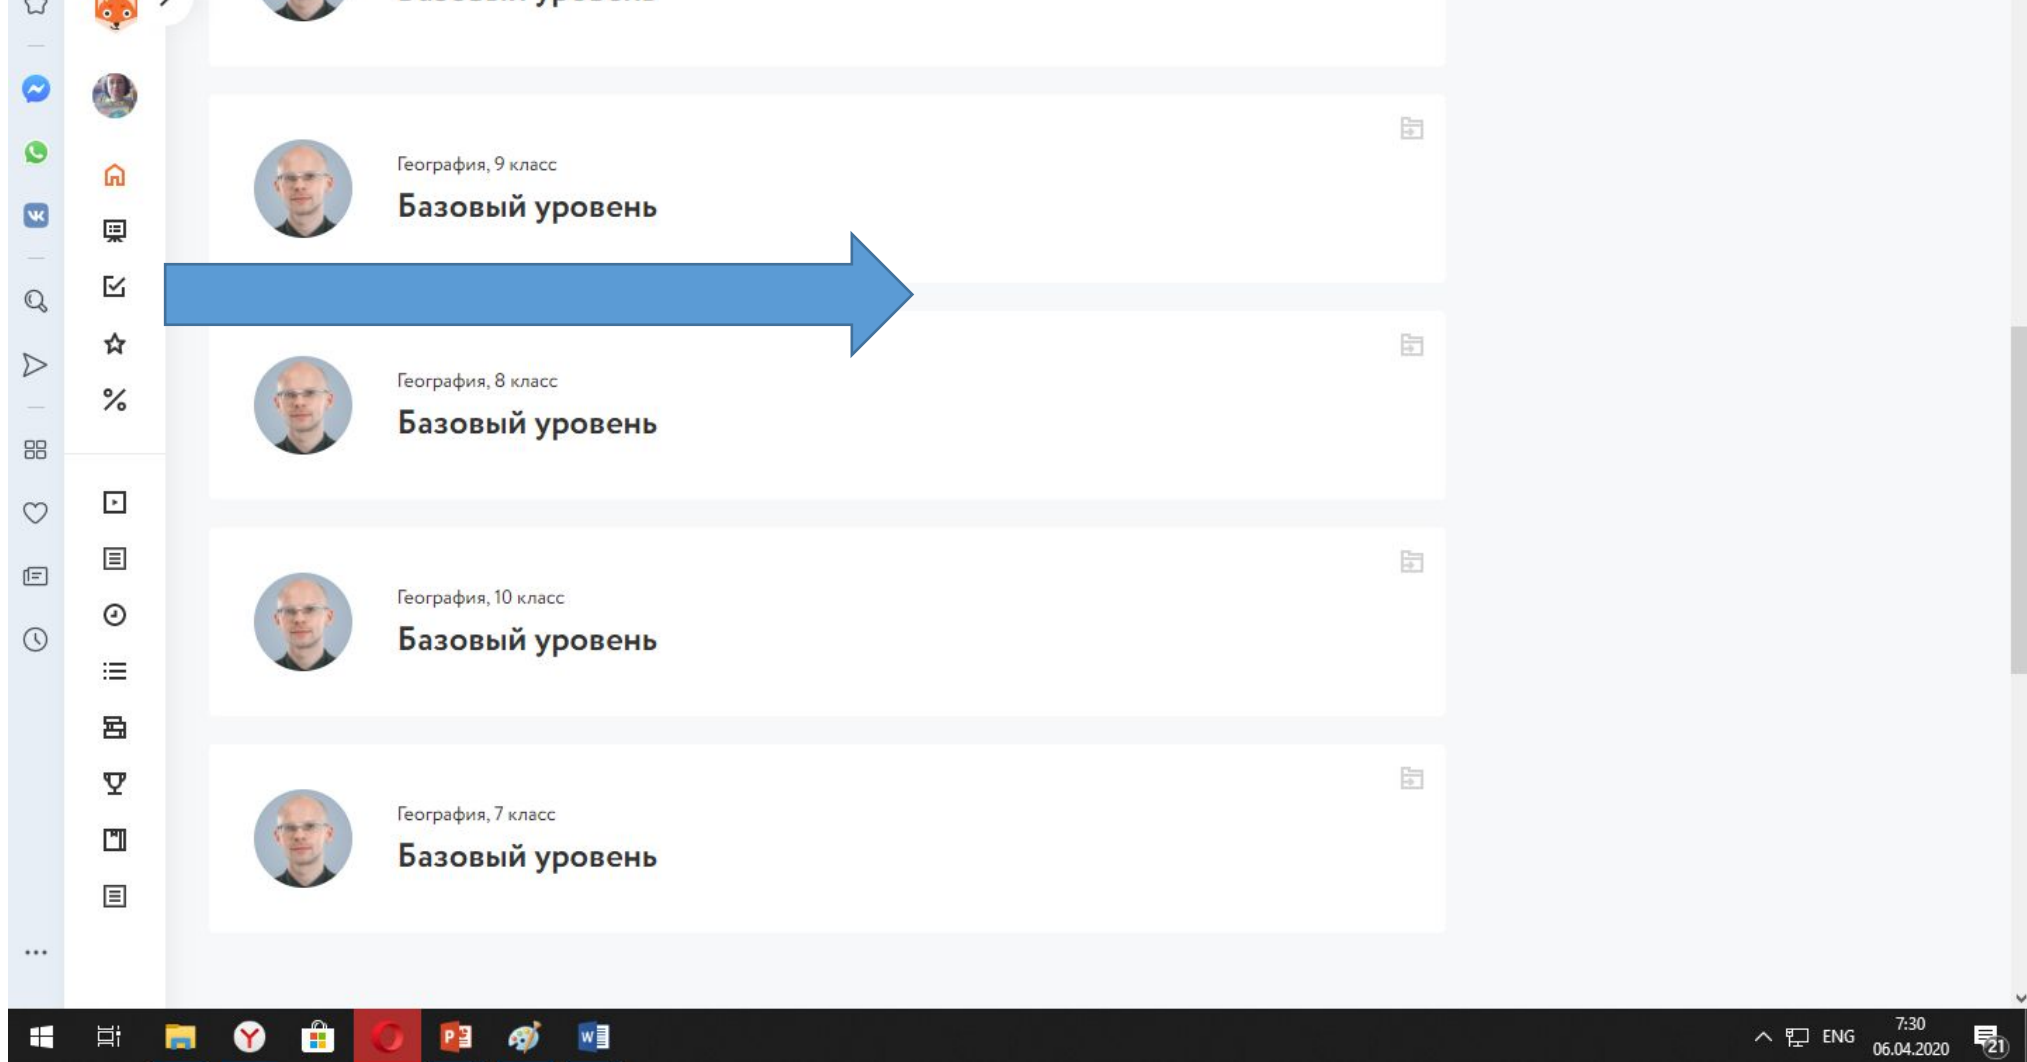 География, 9 класс
Базовый уровень
География, 8 класс
Базовый уровень
География, 10 класс
Базовый уровень
География, 7 класс
Базовый уровень
ENG
7:30
06.04.2020
21